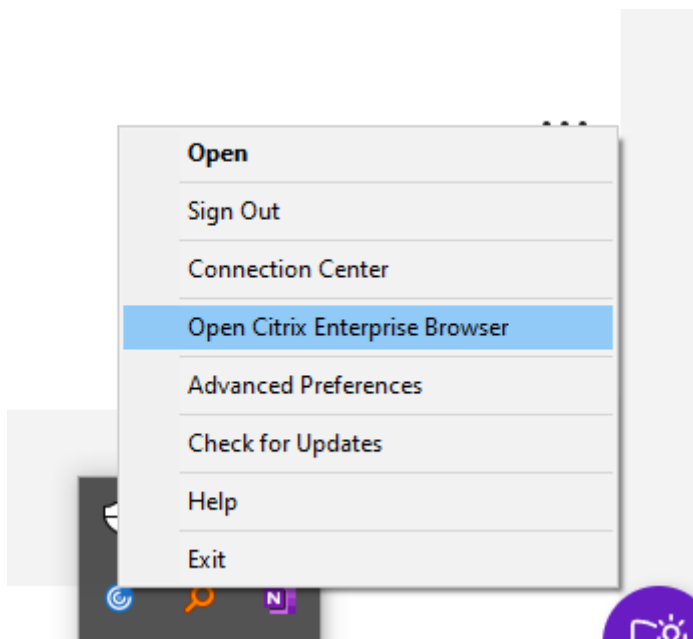 Open
Sign Out
Connection Center
Open Citrix Enterprise Browser
Advanced Preferences
Check for Updates
Help
Exit
N